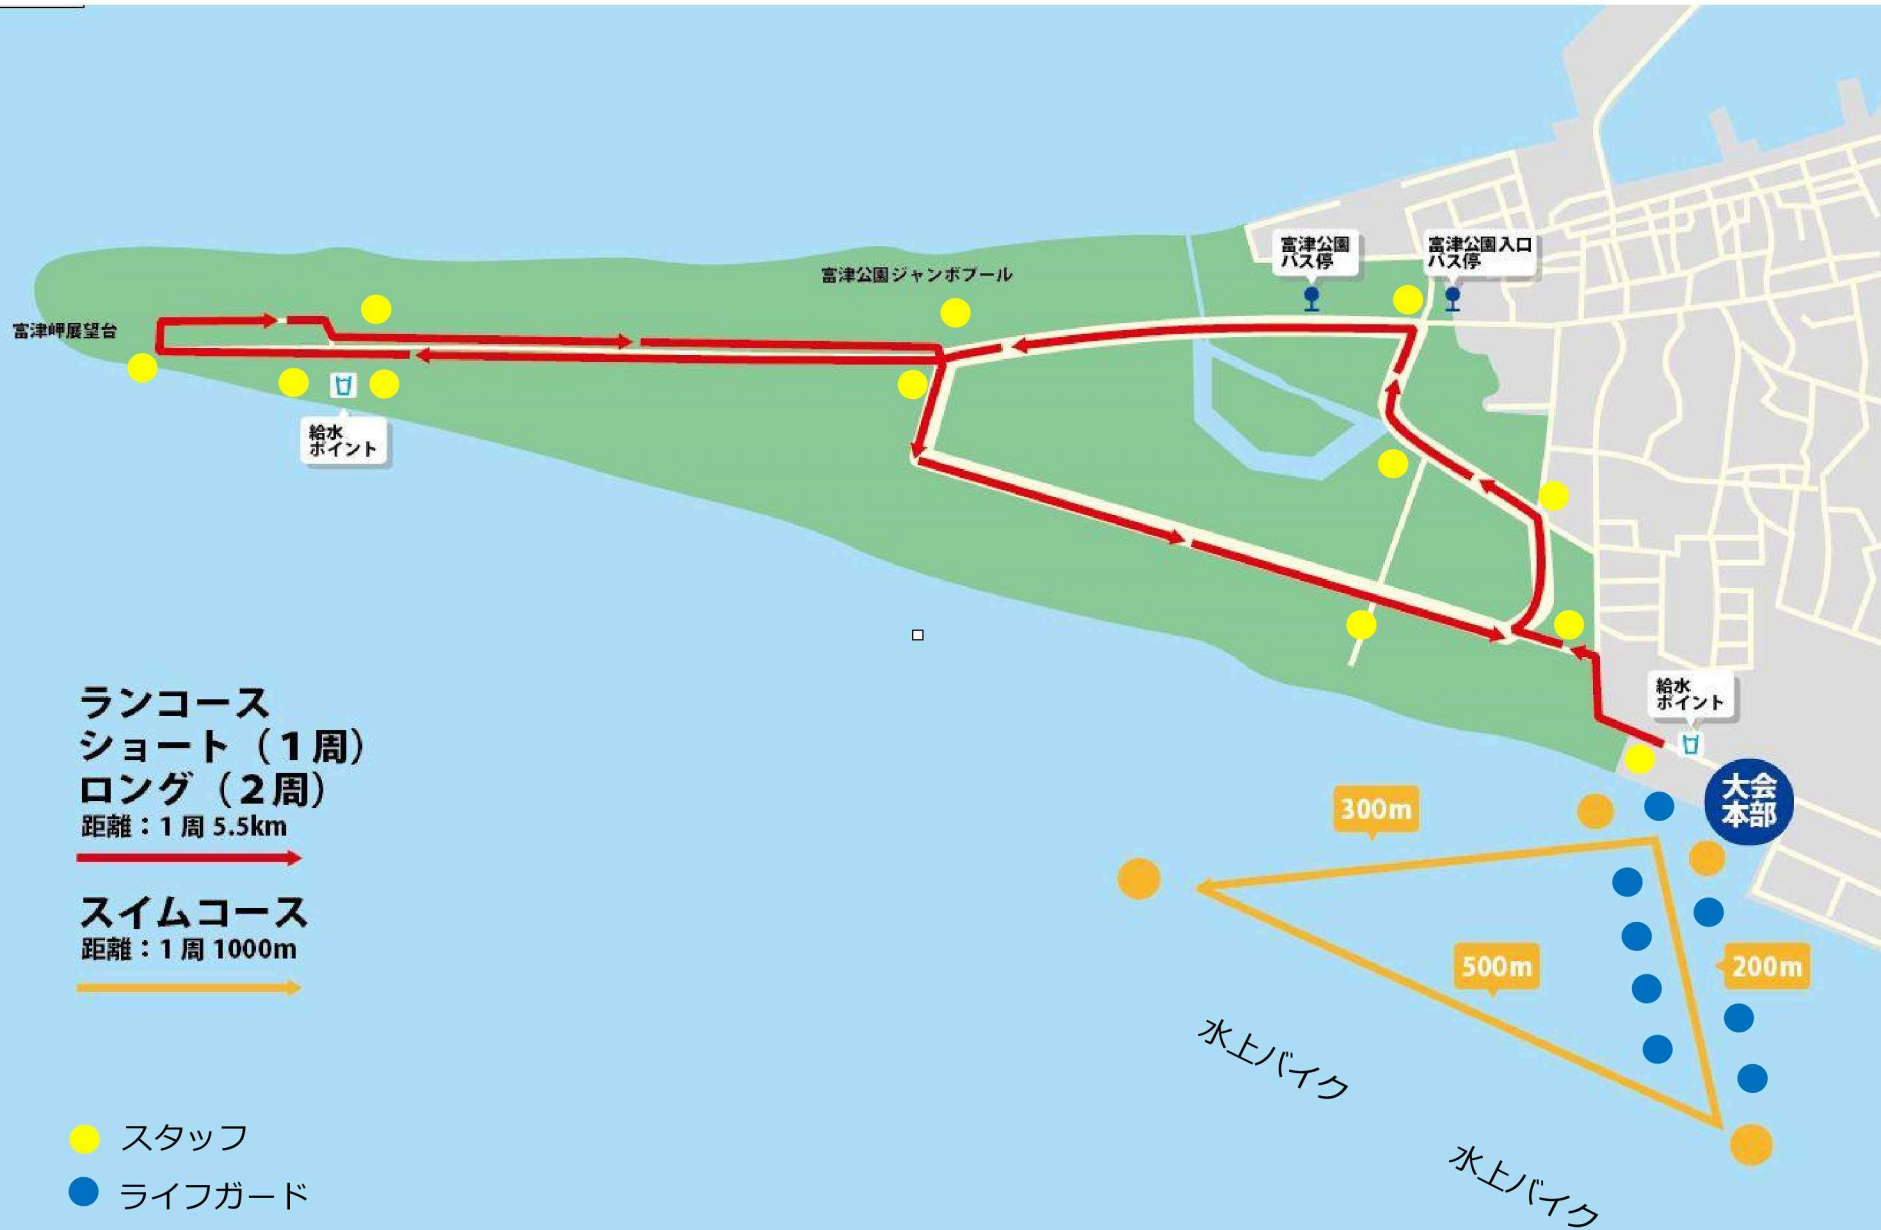 富津公園
バス停
富津公園入口
バス停
富津公園ジャンボプール
富津岬展望台
給水
ポイント
給水
ポイント
大会
本部
ランコース
ショート（1周）
ロング（2周）
距離：1周 5.5km
スイムコース
距離：1周 1000m
300m
500m
200m
水上バイク
水上バイク
スタッフ
ライフガード